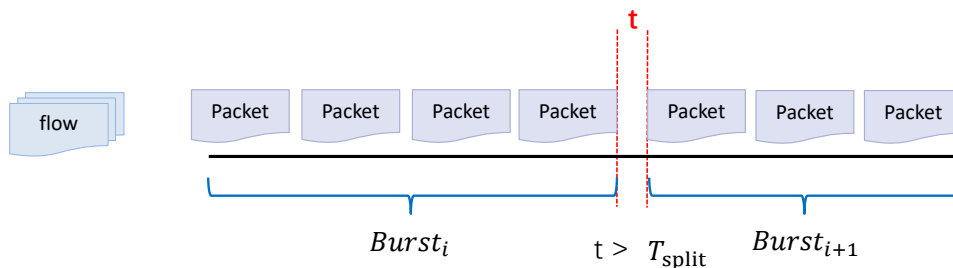 t
flow
Packet Packet Packet Packet Packet Packet Packet
Burst_i t > T_split Burst_{i+1}